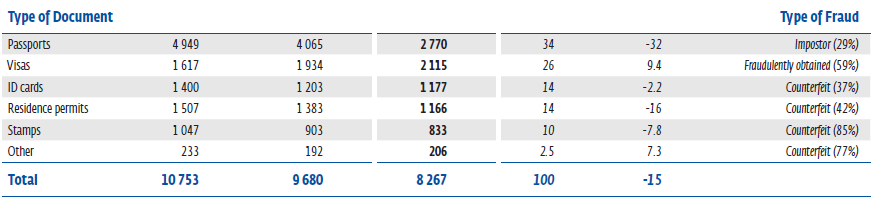 Type of Document Type of Fraud
Passports 4 949 4 065 2 770 34 -32 Impostor (29%)
Visas 1 617 1 934 2 115 26 9.4 Fraudulently obtained (59%)
ID cards 1 400 1 203 1 177 14 -2.2 Counterfeit (37%)
Residence permits 1 507 1 383 1 166 14 -16 Counterfeit (42%)
Stamps 1 047 903 833 10 -7.8 Counterfeit (85%)
Other 233 192 206 2.5 7.3 Counterfeit (77%)
Total 10 753 9 680 8 267 100 -15